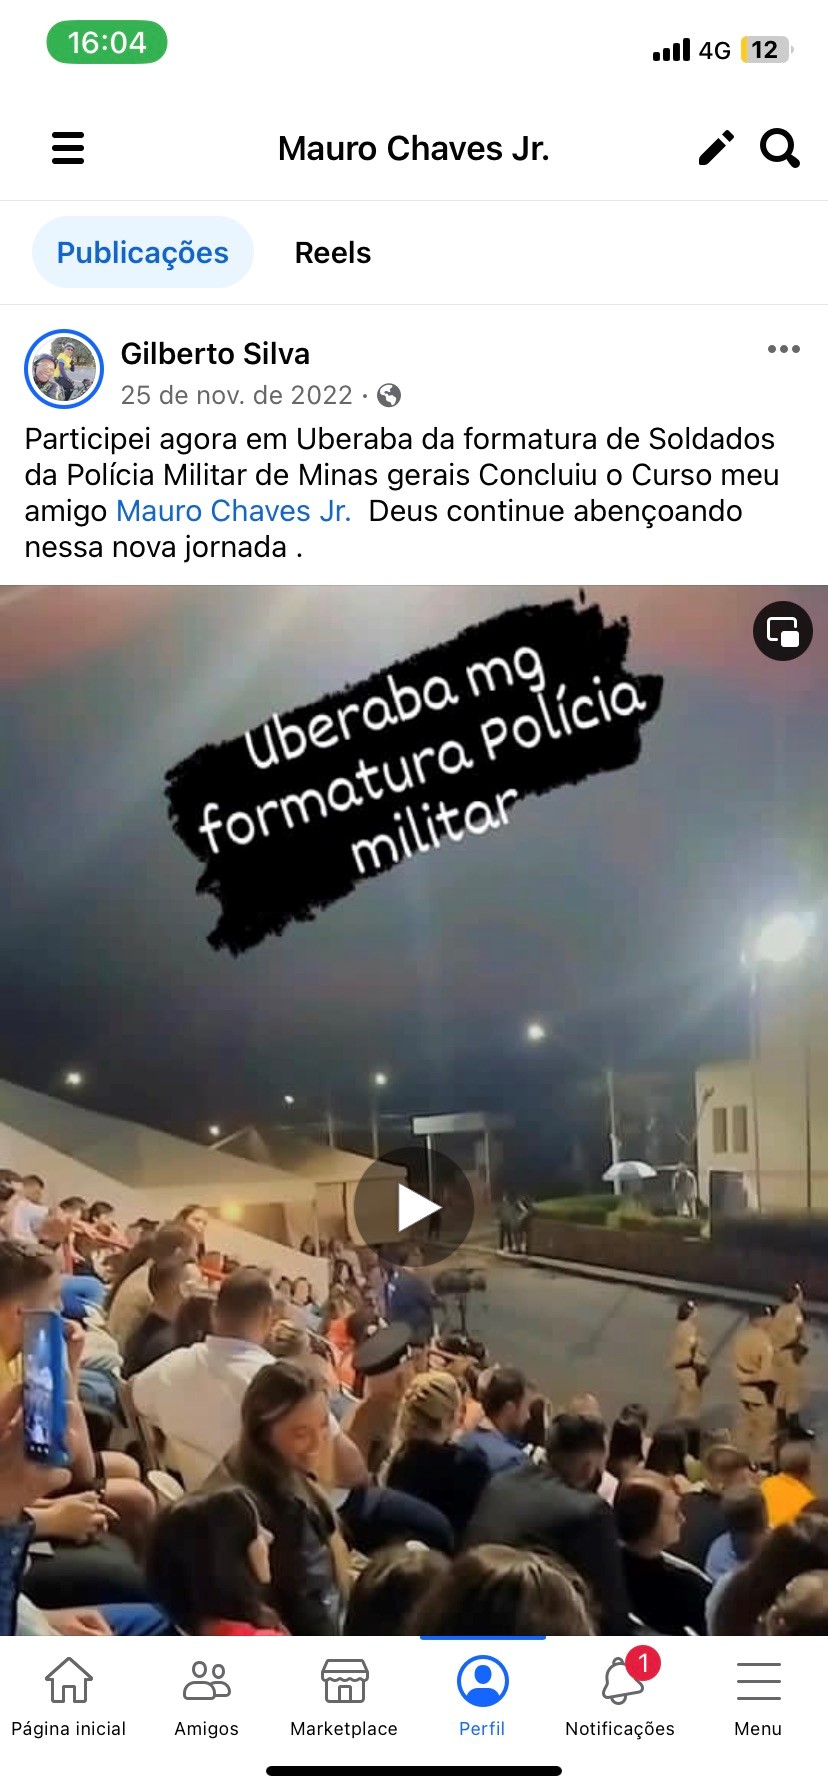 16:04
4G 12
Mauro Chaves Jr.
Publicações Reels
Gilberto Silva
25 de nov. de 2022 ·
Participei agora em Uberaba da formatura de Soldados
da Polícia Militar de Minas gerais Concluiu o Curso meu
amigo Mauro Chaves Jr. Deus continue abençoando
nessa nova jornada .
Uberaba mg
formatura Polícia
militar
1
Página inicial Amigos Marketplace Perfil Notificações Menu